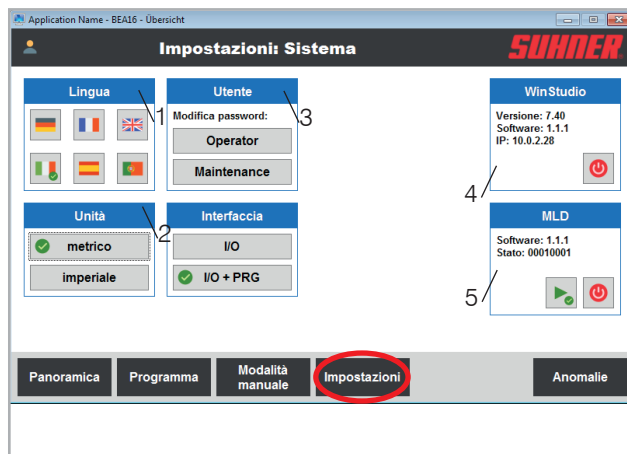 Application Name - BEA16 - Übersicht
Impostazioni: Sistema
SUHNER
Lingua
1
Utente
Modifica password:
3
Operator
Maintenance
WinStudio
Versione: 7.40
Software: 1.1.1
IP: 10.0.2.28
4
Unità
2
metrico
imperiale
Interfaccia
I/O
I/O + PRG
MLD
Software: 1.1.1
Stato: 00010001
5
Panoramica
Programma
Modalità
manuale
Impostazioni
Anomalie